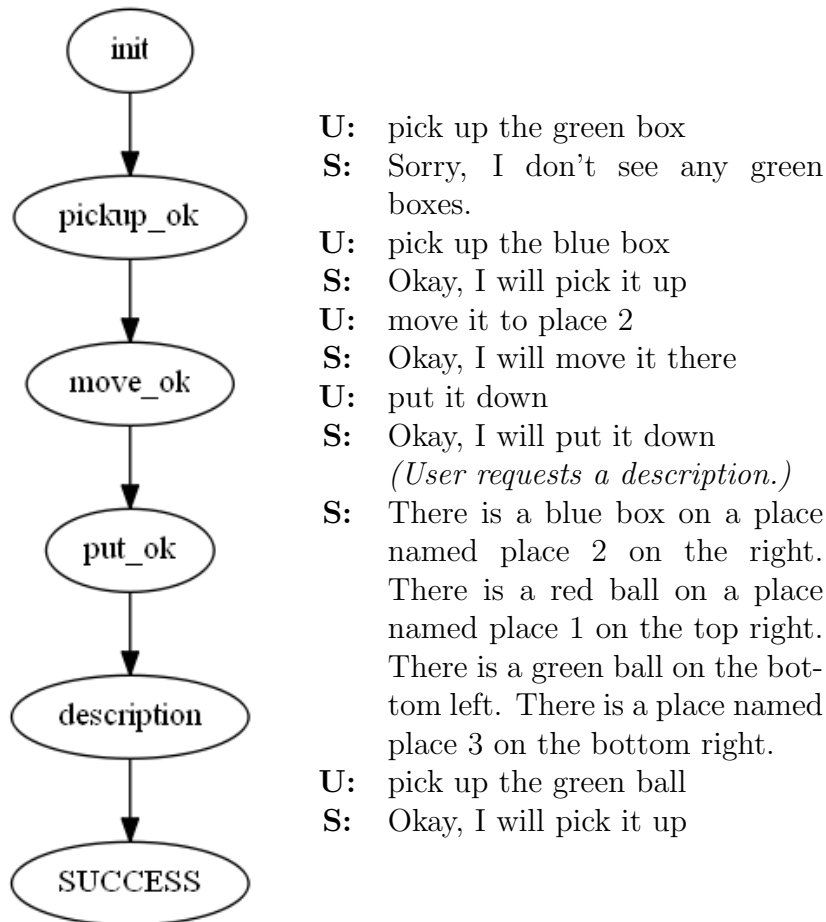 init
pickup_ok
move_ok
put_ok
description
SUCCESS
U: pick up the green box
S: Sorry, I don't see any green
boxes.
U: pick up the blue box
S: Okay, I will pick it up
U: move it to place 2
S: Okay, I will move it there
U: put it down
S: Okay, I will put it down
(User requests a description.)
S: There is a blue box on a place
named place 2 on the right.
There is a red ball on a place
named place 1 on the top right.
There is a green ball on the bot-
tom left. There is a place named
place 3 on the bottom right.
U: pick up the green ball
S: Okay, I will pick it up